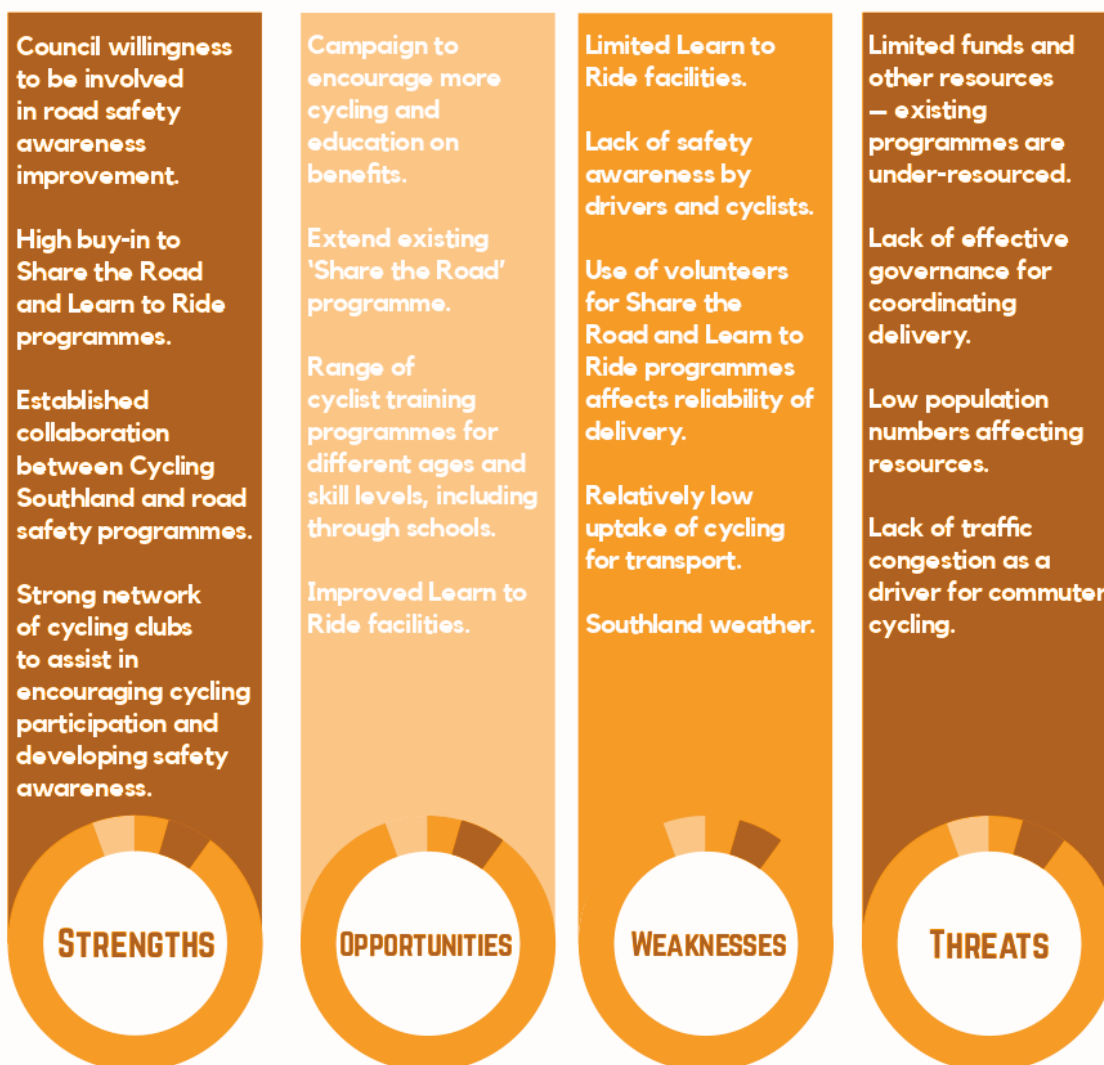 Council willingness
to be involved
in road safety
awareness
improvement.
High buy-in to
Share the Road
and Learn to Ride
programmes.
Established
collaboration
between Cycling
Southland and road
safety programmes.
Strong network
of cycling clubs
to assist in
encouraging cycling
participation and
developing safety
awareness.
STRENGTHS
Campaign to
encourage more
cycling and
education on
benefits.
Extend existing
‘Share the Road’
programme.
Range of
cyclist training
programmes for
different ages and
skill levels, including
through schools.
Improved Learn to
Ride facilities.
OPPORTUNITIES
Limited Learn to
Ride facilities.
Lack of safety
awareness by
drivers and cyclists.
Use of volunteers
for Share the
Road and Learn to
Ride programmes
affects reliability of
delivery.
Relatively low
uptake of cycling
for transport.
Southland weather.
WEAKNESSES
Limited funds and
other resources
– existing
programmes are
under-resourced.
Lack of effective
governance for
coordinating
delivery.
Low population
numbers affecting
resources.
Lack of traffic
congestion as a
driver for commuter
cycling.
THREATS